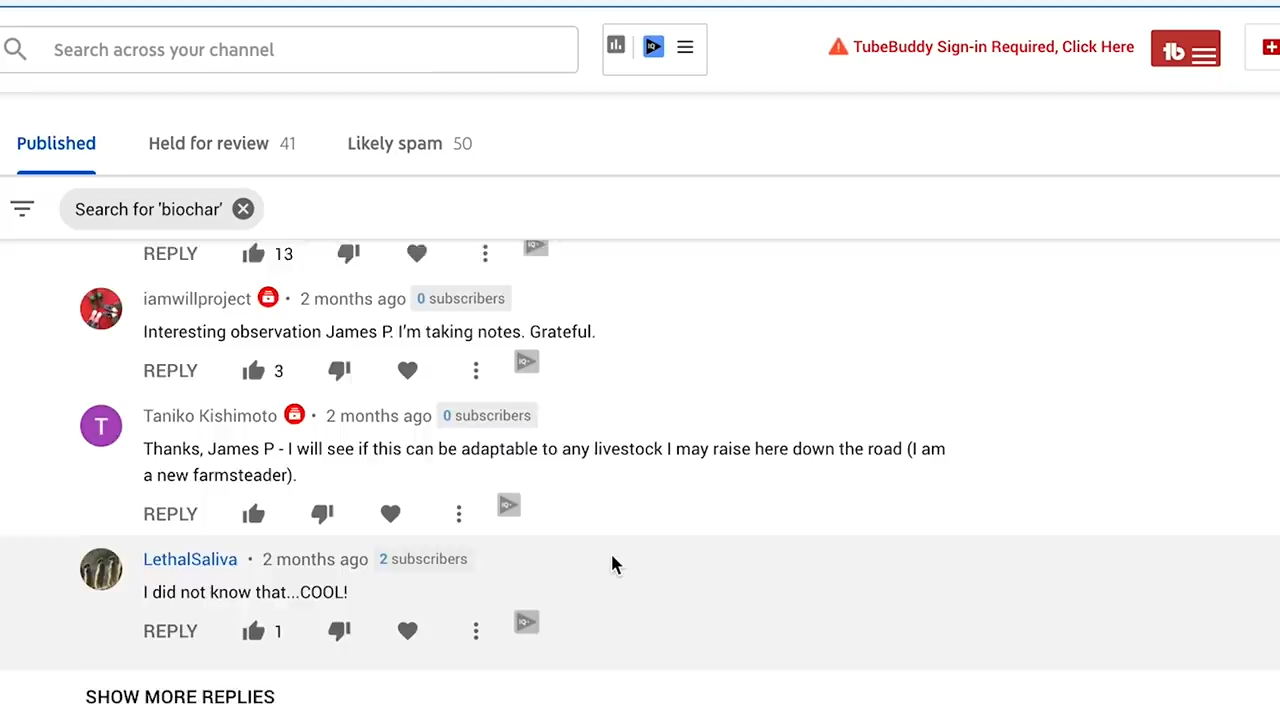 Search across your channel
TubeBuddy Sign-in Required, Click Here
Published Held for review 41 Likely spam 50
Search for 'biochar'
REPLY 13
iamwillproject • 2 months ago 0 subscribers
Interesting observation James P. I'm taking notes. Grateful.
REPLY 3
T
Taniko Kishimoto • 2 months ago 0 subscribers
Thanks, James P - I will see if this can be adaptable to any livestock I may raise here down the road (I am
a new farmsteader).
REPLY
LethalSaliva • 2 months ago 2 subscribers
I did not know that...COOL!
REPLY 1
SHOW MORE REPLIES